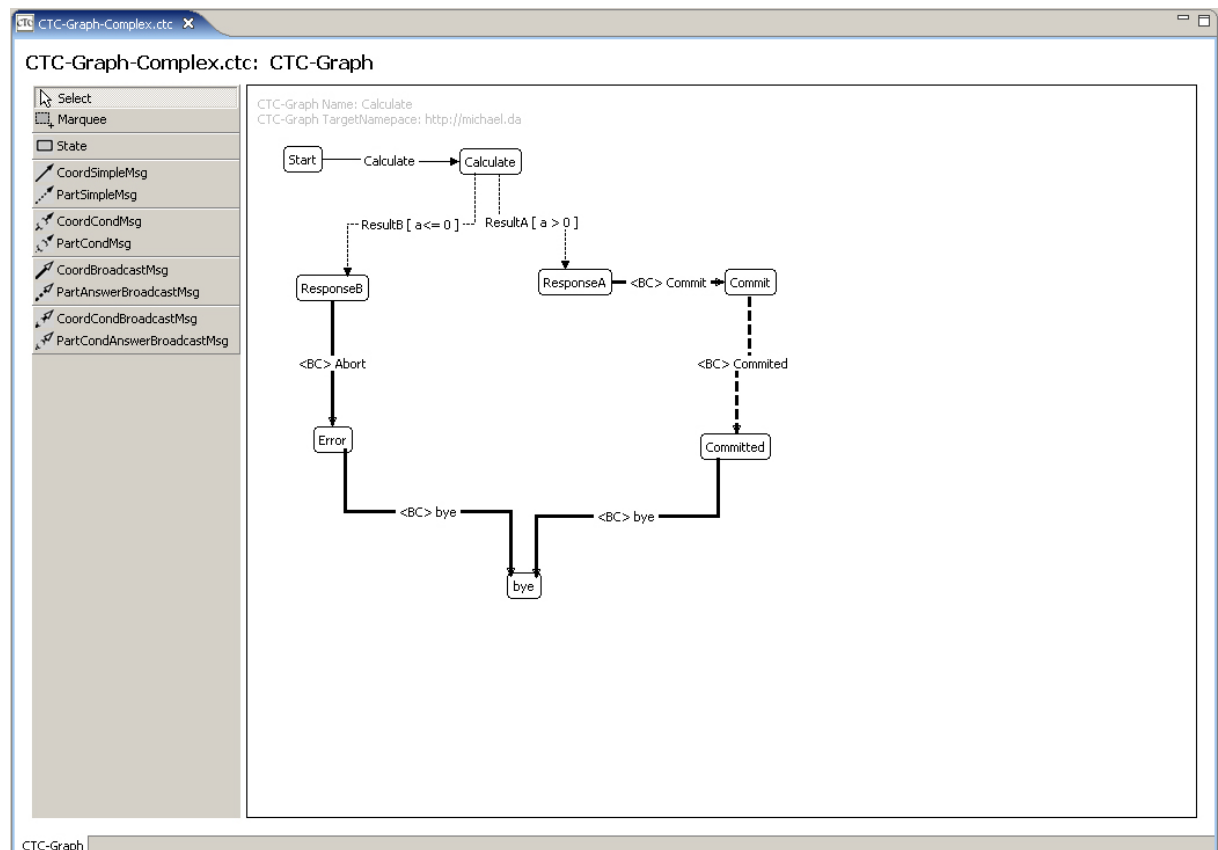 CTC-Graph-Complex.ctc
CTC-Graph-Complex.ctc: CTC-Graph
Select
Marquee
State
CoordSimpleMsg
PartSimpleMsg
CoordCondMsg
PartCondMsg
CoordBroadcastMsg
PartAnswerBroadcastMsg
CoordCondBroadcastMsg
PartCondAnswerBroadcastMsg
CTC-Graph Name: Calculate
CTC-Graph TargetNamepace: http://michael.da
Start Calculate Calculate
ResultB [ a<= 0 ] ResultA [ a > 0 ]
ResponseB ResponseA <BC> Commit Commit
<BC> Abort <BC> Commited
Error Committed
<BC> bye <BC> bye
bye
CTC-Graph